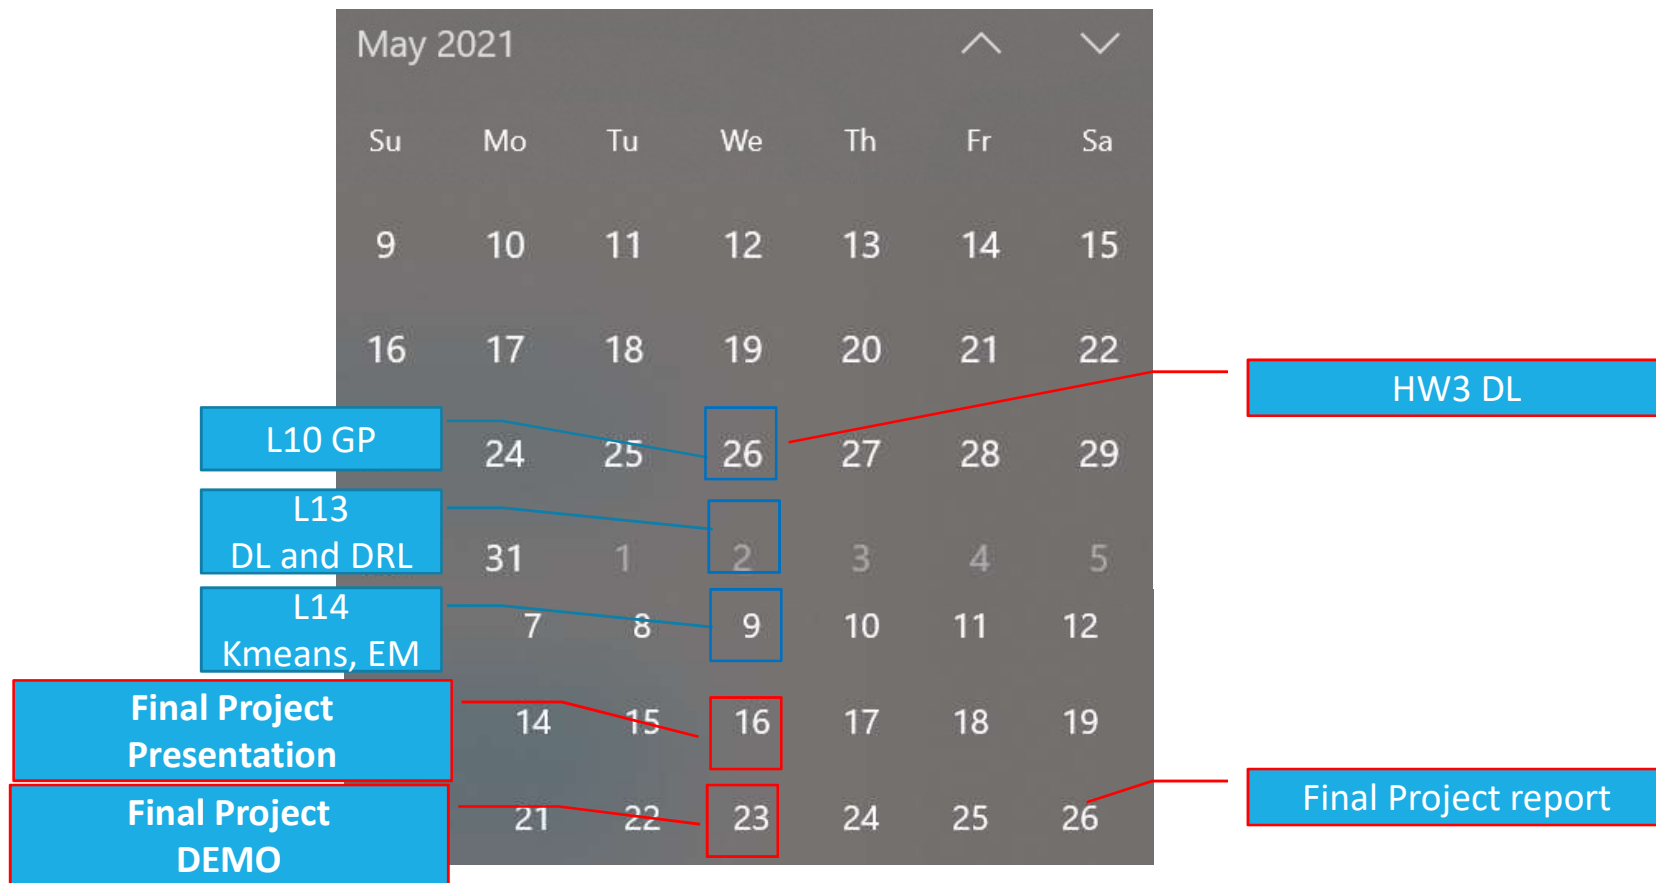 May 2021
Su Mo Tu We Th Fr Sa
9 10 11 12 13 14 15
16 17 18 19 20 21 22
HW3 DL
L10 GP
24 25 26 27 28 29
L13
DL and DRL
31 1 2 3 4 5
L14
Kmeans, EM
7 8 9 10 11 12
Final Project
Presentation
14 15 16 17 18 19
Final Project
DEMO
21 22 23 24 25 26
Final Project report